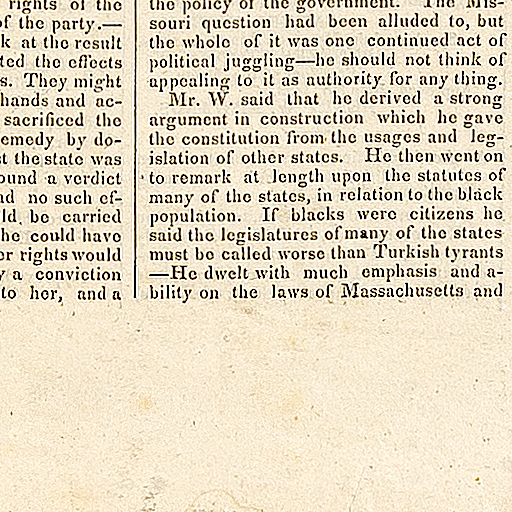 rights of the
of the party.—
k at the result
ted the effects
s. They might
hands and ac-
sacrificed the
emedy by do-
t the state was
ound a verdict
nd no such ef-
ld be carried
he could have
or rights would
y a conviction
to her, and a
the policy of the government. The Mis-
souri question had been alluded to, but
the whole of it was one continued act of
political juggling—he should not think of
appealing to it as authority for any thing.
Mr. W. said that he derived a strong
argument in construction which he gave
the constitution from the usages and leg-
islation of other states. He then went on
to remark at length upon the statutes of
many of the states, in relation to the black
population. If blacks were citizens he
said the legislatures of many of the states
must be called worse than Turkish tyrants
—He dwelt with much emphasis and a-
bility on the laws of Massachusetts and